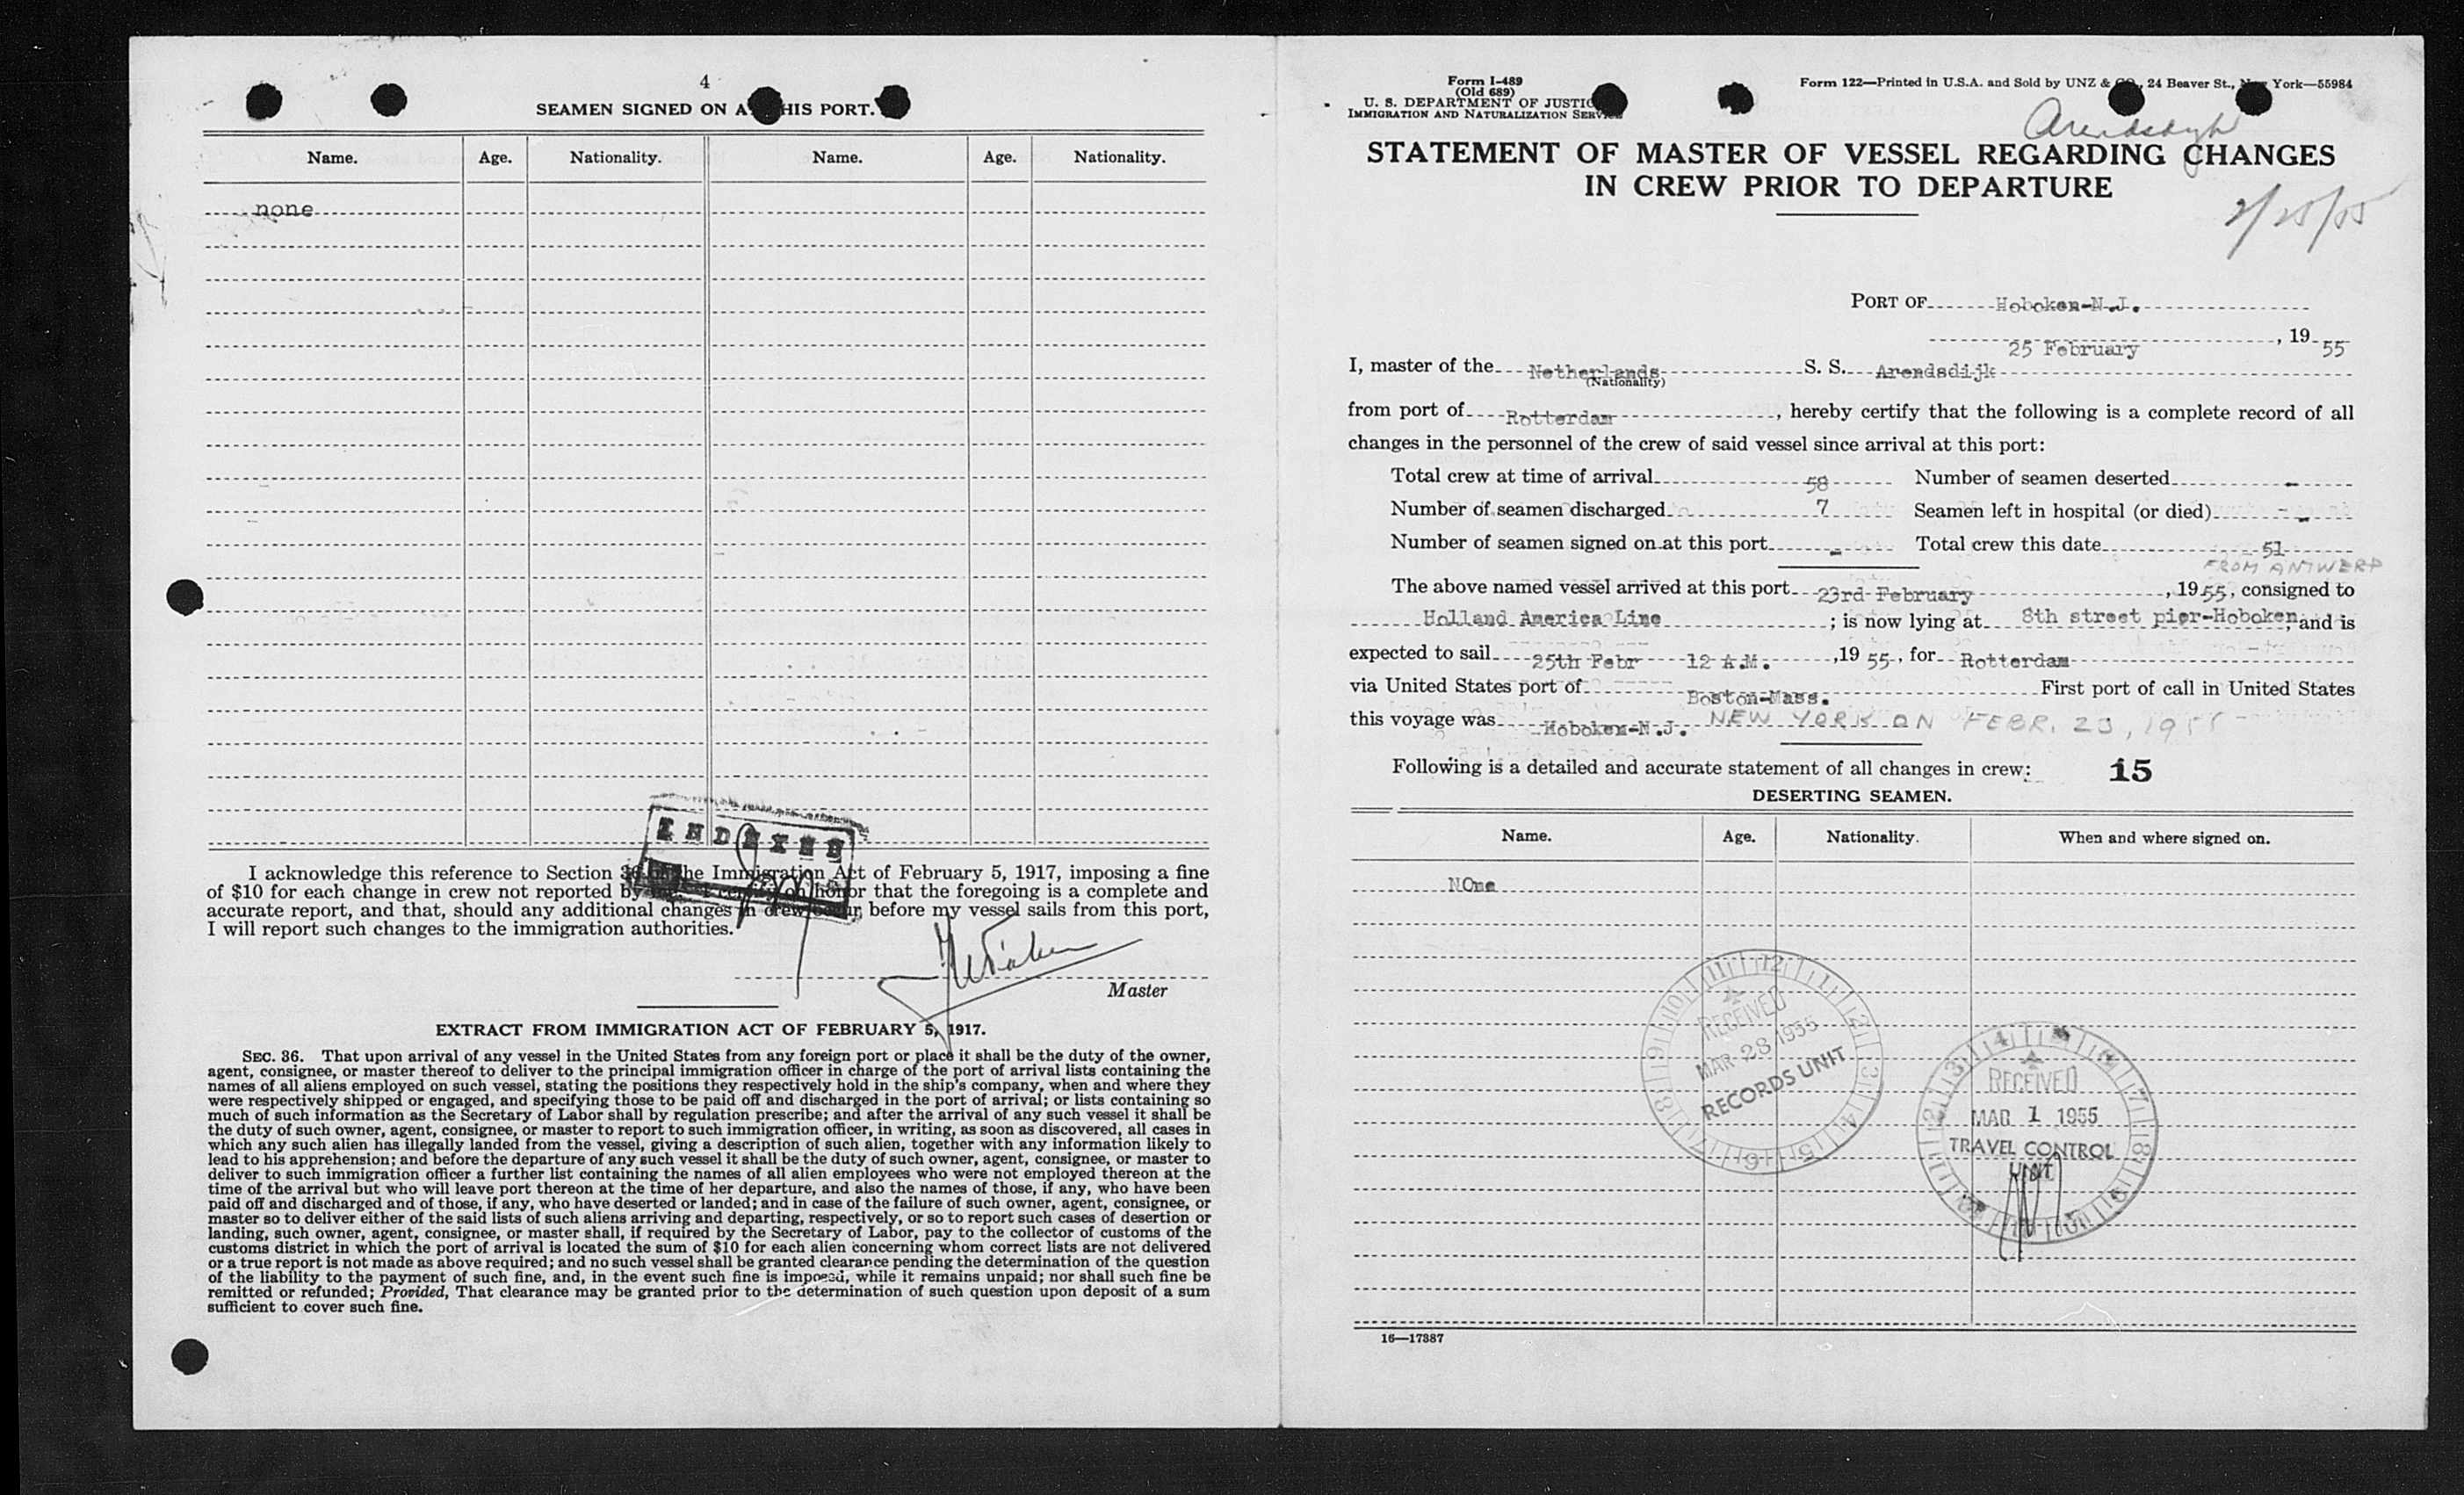 4
SEAMEN SIGNED ON A HIS PORT.
Name. Age. Nationality. Name. Age. Nationality.
none
INDEXED
I acknowledge this reference to Section 36 of the Immigration Act of February 5, 1917, imposing a fine
of $10 for each change in crew not reported by me. I certify on honor that the foregoing is a complete and
accurate report, and that, should any additional changes in crew occur, before my vessel sails from this port,
I will report such changes to the immigration authorities.
Master
EXTRACT FROM IMMIGRATION ACT OF FEBRUARY 5, 1917.
SEC. 36. That upon arrival of any vessel in the United States from any foreign port or place it shall be the duty of the owner,
agent, consignee, or master thereof to deliver to the principal immigration officer in charge of the port of arrival lists containing the
names of all aliens employed on such vessel, stating the positions they respectively hold in the ship's company, when and where they
were respectively shipped or engaged, and specifying those to be paid off and discharged in the port of arrival; or lists containing so
much of such information as the Secretary of Labor shall by regulation prescribe; and after the arrival of any such vessel it shall be
the duty of such owner, agent, consignee, or master to report to such immigration officer, in writing, as soon as discovered, all cases in
which any such alien has illegally landed from the vessel, giving a description of such alien, together with any information likely to
lead to his apprehension; and before the departure of any such vessel it shall be the duty of such owner, agent, consignee, or master to
deliver to such immigration officer a further list containing the names of all alien employees who were not employed thereon at the
time of the arrival but who will leave port thereon at the time of her departure, and also the names of those, if any, who have been
paid off and discharged and of those, if any, who have deserted or landed; and in case of the failure of such owner, agent, consignee, or
master so to deliver either of the said lists of such aliens arriving and departing, respectively, or so to report such cases of desertion or
landing, such owner, agent, consignee, or master shall, if required by the Secretary of Labor, pay to the collector of customs of the
customs district in which the port of arrival is located the sum of $10 for each alien concerning whom correct lists are not delivered
or a true report is not made as above required; and no such vessel shall be granted clearance pending the determination of the question
of the liability to the payment of such fine, and, in the event such fine is imposed, while it remains unpaid; nor shall such fine be
remitted or refunded; Provided, That clearance may be granted prior to the determination of such question upon deposit of a sum
sufficient to cover such fine.
Form I-489
(Old 689)
U. S. DEPARTMENT OF JUSTICE
IMMIGRATION AND NATURALIZATION SERVICE
Form 122—Printed in U.S.A. and Sold by UNZ & CO., 24 Beaver St., New York—55984
Arendsdyk
STATEMENT OF MASTER OF VESSEL REGARDING CHANGES
IN CREW PRIOR TO DEPARTURE
2/25/55
PORT OF Hoboken-N.J.
25 February, 19 55
I, master of the Netherlands S. S. Arendsdijk
(Nationality)
from port of Rotterdam, hereby certify that the following is a complete record of all
changes in the personnel of the crew of said vessel since arrival at this port:
Total crew at time of arrival 58 Number of seamen deserted -
Number of seamen discharged 7 Seamen left in hospital (or died) -
Number of seamen signed on at this port - Total crew this date 51
FROM ANTWERP
The above named vessel arrived at this port 23rd February, 1955, consigned to
Holland America Line; is now lying at 8th street pier-Hoboken, and is
expected to sail 25th Febr 12 A.M., 19 55, for Rotterdam
via United States port of Boston-Mass. First port of call in United States
this voyage was Hoboken-N.J. NEW YORK ON FEBR. 23, 1955
Following is a detailed and accurate statement of all changes in crew: 15
DESERTING SEAMEN.
Name. Age. Nationality. When and where signed on.
NOne
RECEIVED
MAR 28 1955
RECORDS UNIT
RECEIVED
MAR 1 1955
TRAVEL CONTROL
UNIT
16—17887